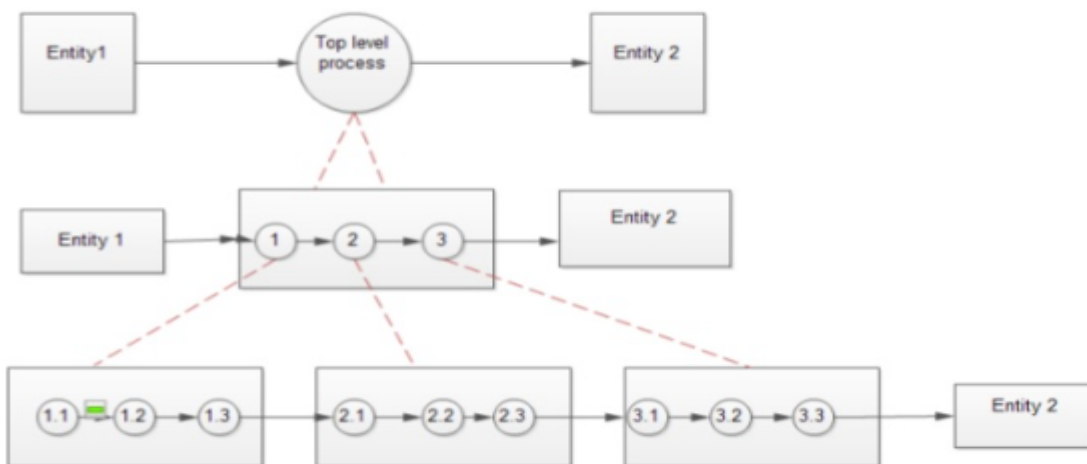 Entity1
Top level
process
Entity 2
Entity 1
1
2
3
Entity 2
1.1
1.2
1.3
2.1
2.2
2.3
3.1
3.2
3.3
Entity 2